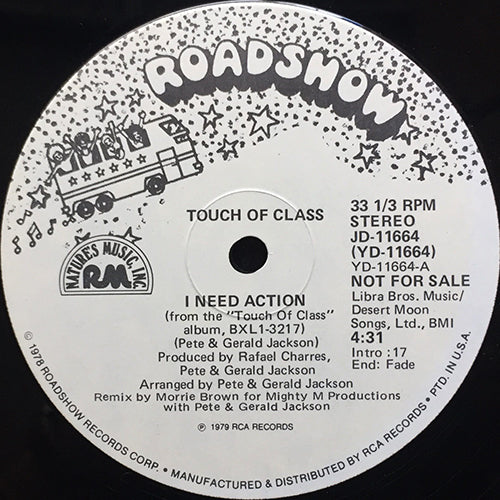 ROADSHOW
TOUCH OF CLASS
33 1/3 RPM
STEREO
JD-11664
(YD-11664)
YD-11664-A
NOT FOR SALE
Libra Bros. Music/
Desert Moon
Songs, Ltd., BMI
4:31
Intro : 17
End: Fade
NATURE'S MUSIC, INC.
RM
I NEED ACTION
(from the "Touch Of Class"
album, BXL1-3217)
(Pete & Gerald Jackson)
Produced by Rafael Charres,
Pete & Gerald Jackson
Arranged by Pete & Gerald Jackson
Remix by Morrie Brown for Mighty M Productions
with Pete & Gerald Jackson
℗ 1979 RCA RECORDS
© 1978 ROADSHOW RECORDS CORP. • MANUFACTURED & DISTRIBUTED BY RCA RECORDS • PTD. IN U.S.A.